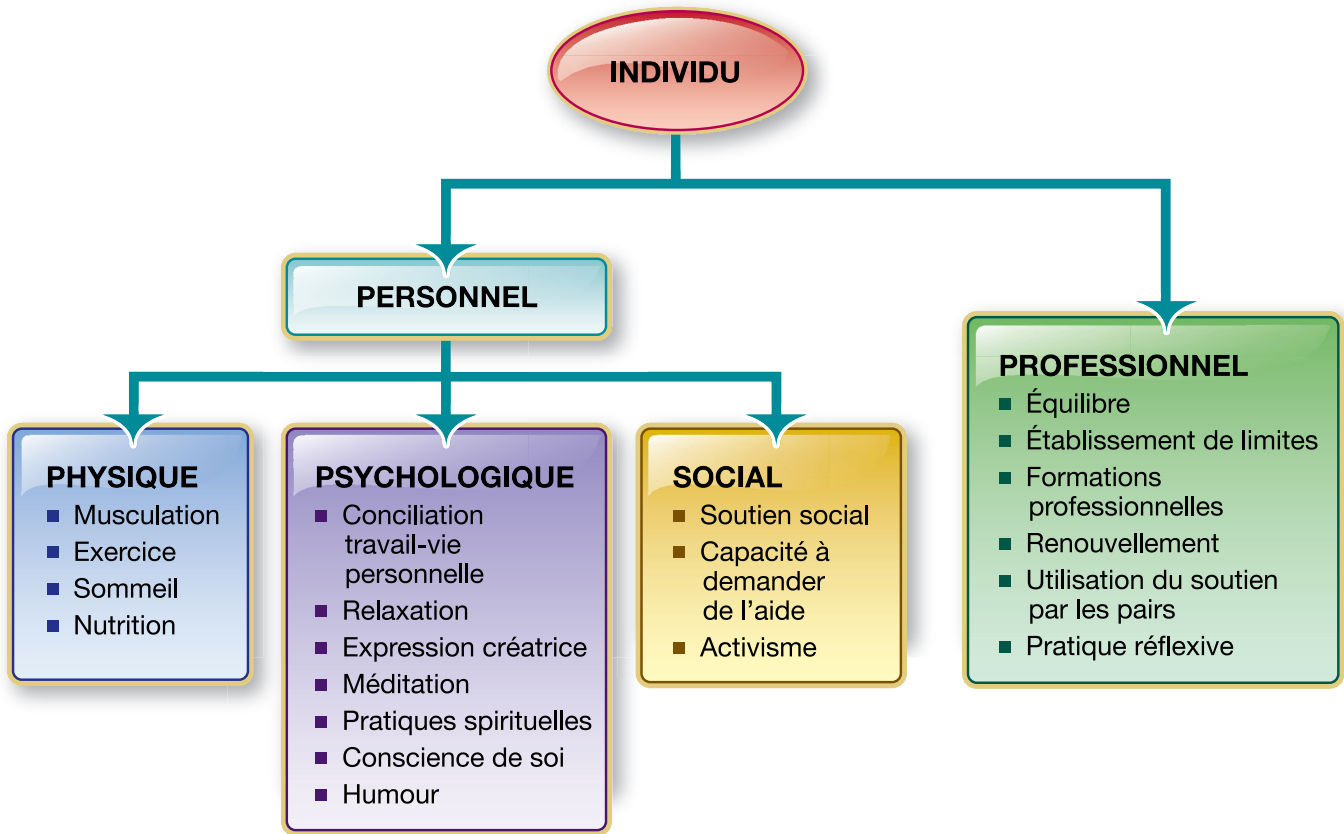 INDIVIDU
PERSONNEL
PHYSIQUE
■ Musculation
■ Exercice
■ Sommeil
■ Nutrition
PSYCHOLOGIQUE
■ Conciliation
travail-vie
personnelle
■ Relaxation
■ Expression créatrice
■ Méditation
■ Pratiques spirituelles
■ Conscience de soi
■ Humour
SOCIAL
■ Soutien social
■ Capacité à
demander
de l’aide
■ Activisme
PROFESSIONNEL
■ Équilibre
■ Établissement de limites
■ Formations
professionnelles
■ Renouvellement
■ Utilisation du soutien
par les pairs
■ Pratique réflexive